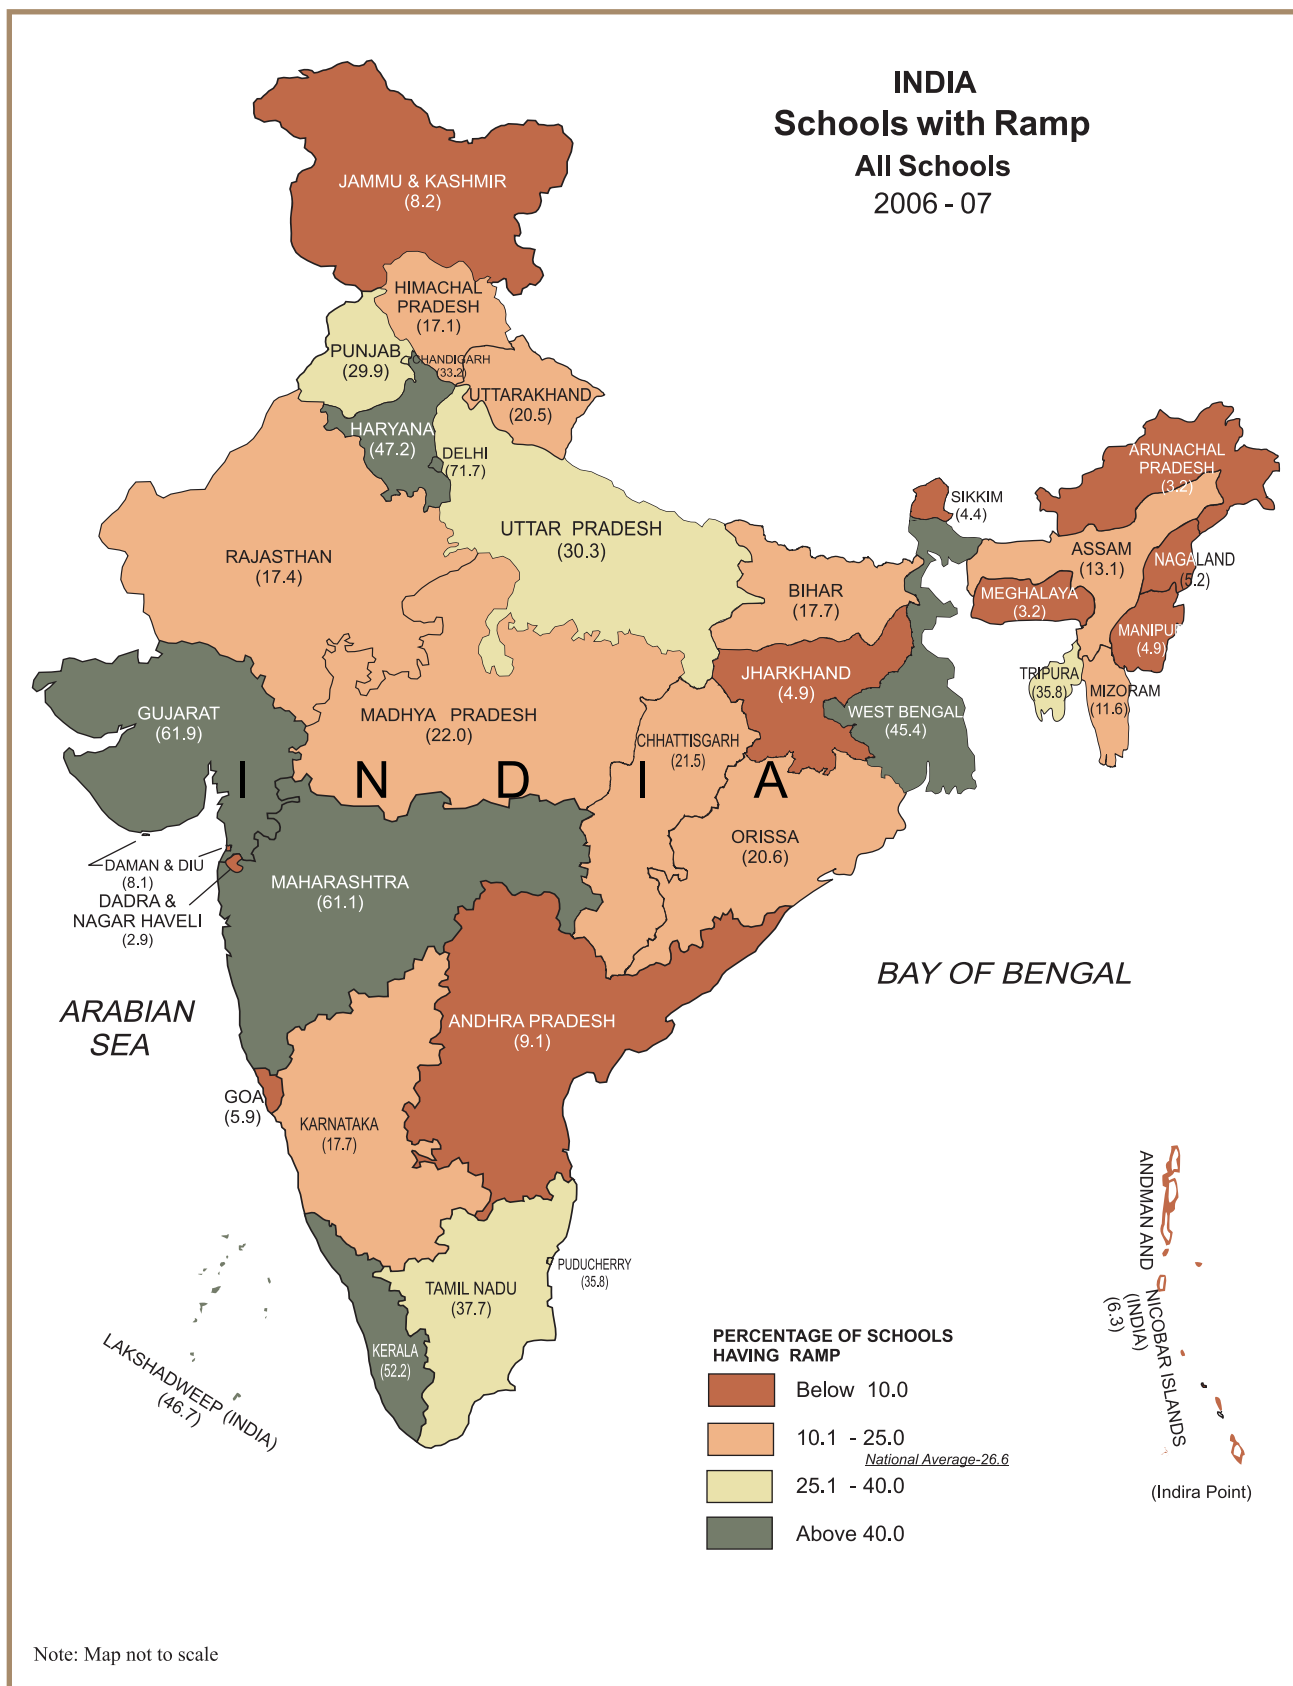 INDIA
Schools with Ramp
All Schools
2006 - 07
JAMMU & KASHMIR
(8.2)
HIMACHAL
PRADESH
(17.1)
PUNJAB
(29.9)
CHANDIGARH
(33.2)
UTTARAKHAND
(20.5)
HARYANA
(47.2)
DELHI
(71.7)
ARUNACHAL
PRADESH
(3.2)
SIKKIM
(4.4)
UTTAR PRADESH
(30.3)
RAJASTHAN
(17.4)
ASSAM
(13.1)
NAGALAND
(5.2)
BIHAR
(17.7)
MEGHALAYA
(3.2)
MANIPUR
(4.9)
JHARKHAND
(4.9)
TRIPURA
(35.8)
MIZORAM
(11.6)
GUJARAT
(61.9)
MADHYA PRADESH
(22.0)
WEST BENGAL
(45.4)
CHHATTISGARH
(21.5)
I N D I A
ORISSA
(20.6)
DAMAN & DIU
(8.1)
DADRA &
NAGAR HAVELI
(2.9)
MAHARASHTRA
(61.1)
BAY OF BENGAL
ARABIAN
SEA
ANDHRA PRADESH
(9.1)
GOA
(5.9)
KARNATAKA
(17.7)
ANDMAN AND
NICOBAR ISLANDS
(INDIA)
(6.3)
PUDUCHERRY
(35.8)
TAMIL NADU
(37.7)
KERALA
(52.2)
LAKSHADWEEP (INDIA)
(46.7)
PERCENTAGE OF SCHOOLS
HAVING RAMP
Below 10.0
10.1 - 25.0
National Average-26.6
25.1 - 40.0
Above 40.0
(Indira Point)
Note: Map not to scale